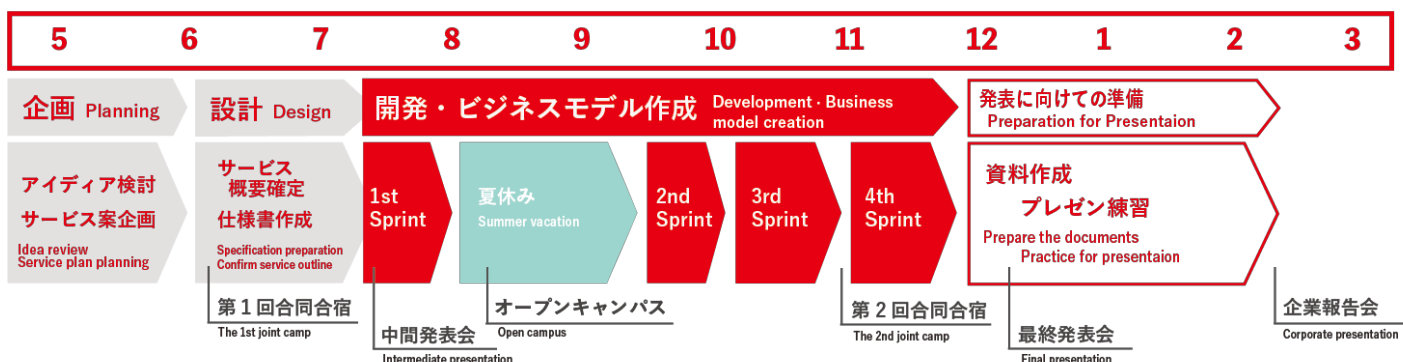 5 6 7 8 9 10 11 12 1 2 3
企画 Planning
設計 Design
開発・ビジネスモデル作成
Development · Business
model creation
発表に向けての準備
Preparation for Presentaion
アイディア検討
サービス案企画
Idea review
Service plan planning
サービス
概要確定
仕様書作成
Specification preparation
Confirm service outline
1st
Sprint
夏休み
Summer vacation
2nd
Sprint
3rd
Sprint
4th
Sprint
資料作成
プレゼン練習
Prepare the documents
Practice for presentaion
第1回合同合宿
The 1st joint camp
中間発表会
Intermediate presentation
オープンキャンパス
Open campus
第2回合同合宿
The 2nd joint camp
最終発表会
Final presentation
企業報告会
Corporate presentation